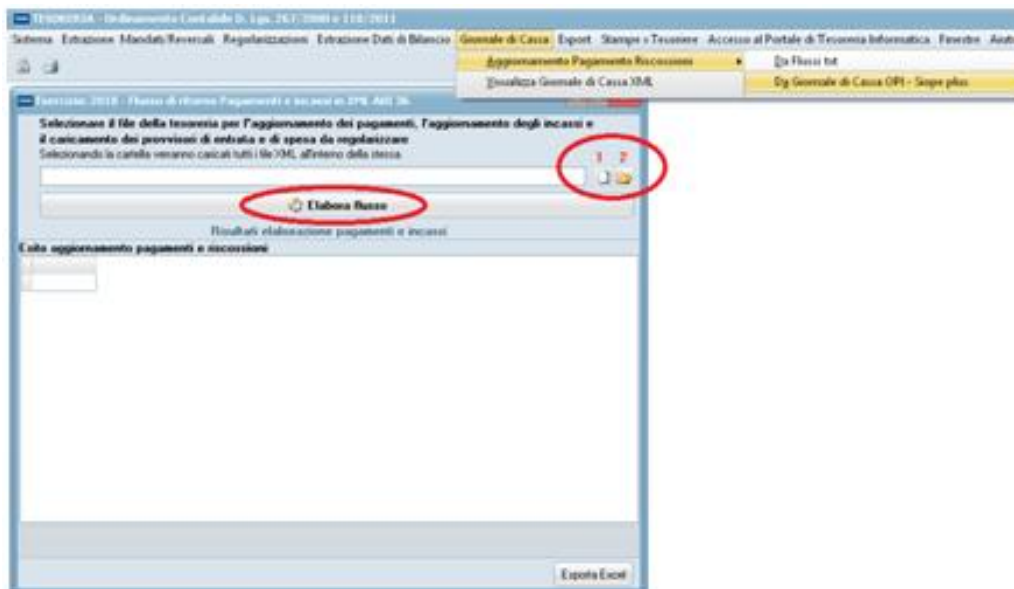 TESORERIA - Ordinamento Contabile D. Lgs. 267/2000 e 118/2011
Sistema Estrazione Mandati/Reversali Regolarizzazioni Estrazione Dati di Bilancio Giornale di Cassa Export Stampe x Tesoriere Accesso al Portale di Tesoreria Informatica Finestre
Aggiornamento Pagamento Riscossioni
Da Flussi txt
Visualizza Giornale di Cassa XML
Da Giornale di Cassa OPI - Siope plus
Esercizio: 2018 - Flusso di ritorno Pagamenti e incassi in XML ABI 36
Selezionare il file della tesoreria per l'aggiornamento dei pagamenti, l'aggiornamento degli incassi e
il caricamento dei provvisori di entrata e di spesa da regolarizzare
Selezionando la cartella verranno caricati tutti i file XML all'interno della stessa.
1 2
Elabora flusso
Risultati elaborazione pagamenti e incassi
Esito aggiornamento pagamenti e riscossioni
Esporta Excel